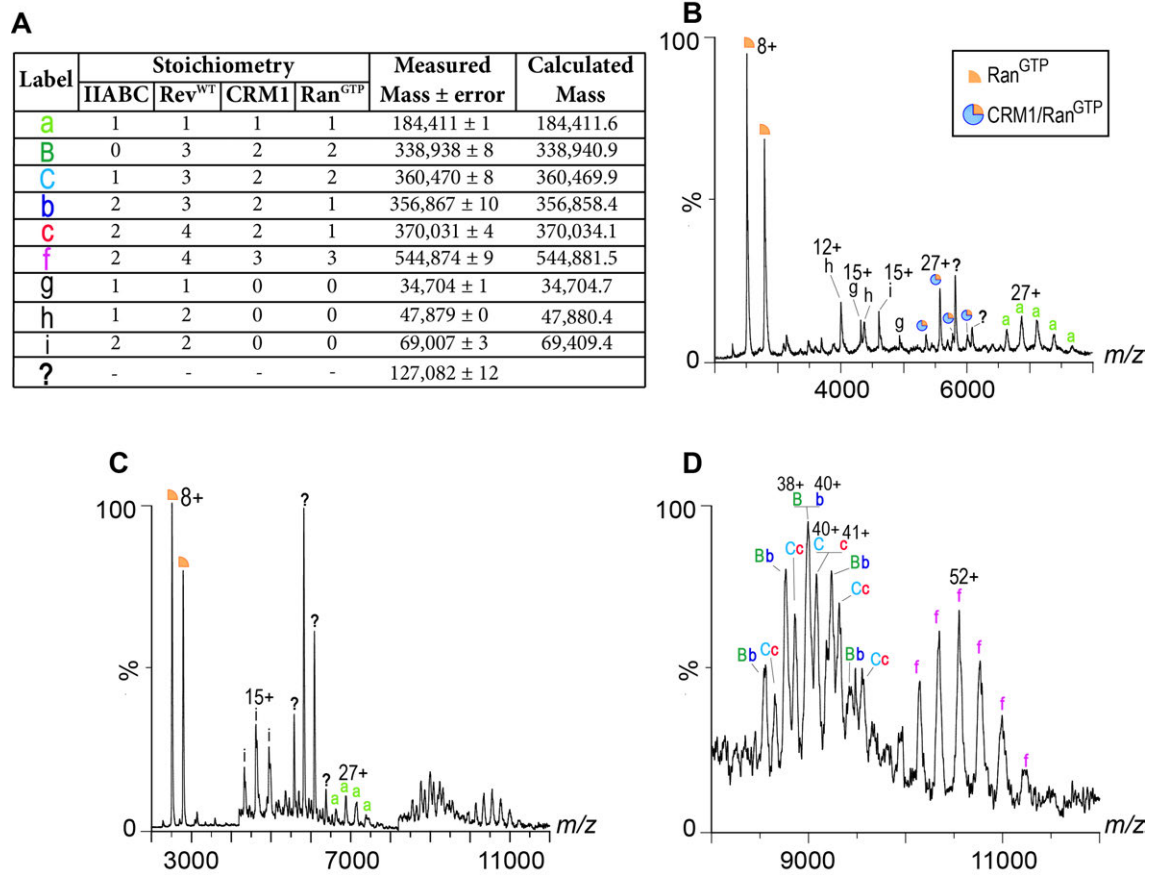 A
Label Stoichiometry Measured Mass ± error Calculated Mass
IIABC Rev^WT CRM1 Ran^GTP
a 1 1 1 1 184,411 ± 1 184,411.6
B 0 3 2 2 338,938 ± 8 338,940.9
C 1 3 2 2 360,470 ± 8 360,469.9
b 2 3 2 1 356,867 ± 10 356,858.4
c 2 4 2 1 370,031 ± 4 370,034.1
f 2 4 3 3 544,874 ± 9 544,881.5
g 1 1 0 0 34,704 ± 1 34,704.7
h 1 2 0 0 47,879 ± 0 47,880.4
i 2 2 0 0 69,007 ± 3 69,409.4
? - - - - 127,082 ± 12
B
100
8+
Ran^GTP
CRM1/Ran^GTP
%
12+ 15+ 15+ 27+ ? 27+
h g h i g ? a a a a a
0
4000 6000 m/z
C
100
8+
?
%
15+ ? ? ? 27+
i i i a a a a
0
3000 7000 11000 m/z
D
100
38+ 40+
B b
40+ 41+
C c
Bb Cc Bb
Cc
52+
Bb Cc Bb Cc
f f f f f f
%
0
9000 11000 m/z